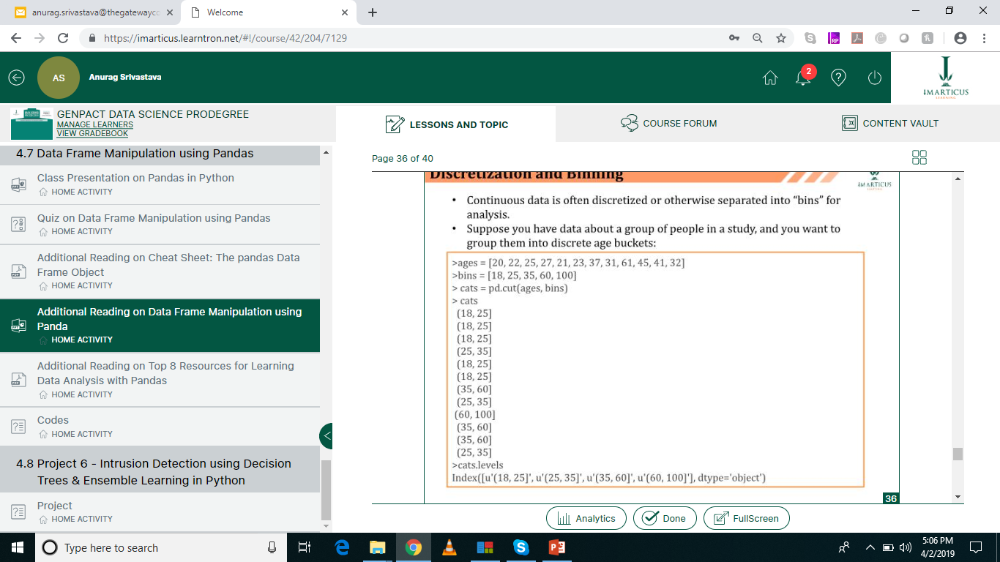 anurag.srivastava@thegatewayco
Welcome
https://imarticus.learntron.net/#!/course/42/204/7129
RP
AS
Anurag Srivastava
2
IMARTICUS
LEARNING
GENPACT DATA SCIENCE PRODEGREE
MANAGE LEARNERS
VIEW GRADEBOOK
LESSONS AND TOPIC
COURSE FORUM
CONTENT VAULT
4.7 Data Frame Manipulation using Pandas
Class Presentation on Pandas in Python
HOME ACTIVITY
Quiz on Data Frame Manipulation using Pandas
HOME ACTIVITY
Additional Reading on Cheat Sheet: The pandas Data
Frame Object
HOME ACTIVITY
Additional Reading on Data Frame Manipulation using
Panda
HOME ACTIVITY
Additional Reading on Top 8 Resources for Learning
Data Analysis with Pandas
HOME ACTIVITY
Codes
HOME ACTIVITY
4.8 Project 6 - Intrusion Detection using Decision
Trees & Ensemble Learning in Python
Project
HOME ACTIVITY
Page 36 of 40
Discretization and Binning
IMARTICUS
• Continuous data is often discretized or otherwise separated into “bins” for
analysis.
• Suppose you have data about a group of people in a study, and you want to
group them into discrete age buckets:
>ages = [20, 22, 25, 27, 21, 23, 37, 31, 61, 45, 41, 32]
>bins = [18, 25, 35, 60, 100]
> cats = pd.cut(ages, bins)
> cats
(18, 25]
(18, 25]
(18, 25]
(25, 35]
(18, 25]
(18, 25]
(35, 60]
(25, 35]
(60, 100]
(35, 60]
(35, 60]
(25, 35]
>cats.levels
Index([u'(18, 25]', u'(25, 35]', u'(35, 60]', u'(60, 100]'], dtype='object')
36
Analytics
Done
FullScreen
Type here to search
5:06 PM
4/2/2019